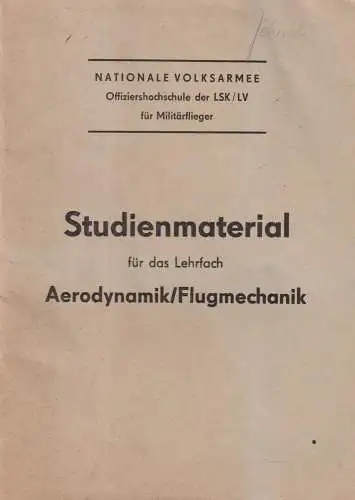 NATIONALE VOLKSARMEE
Offiziershochschule der LSK/LV
für Militärflieger
Studienmaterial
für das Lehrfach
Aerodynamik/Flugmechanik